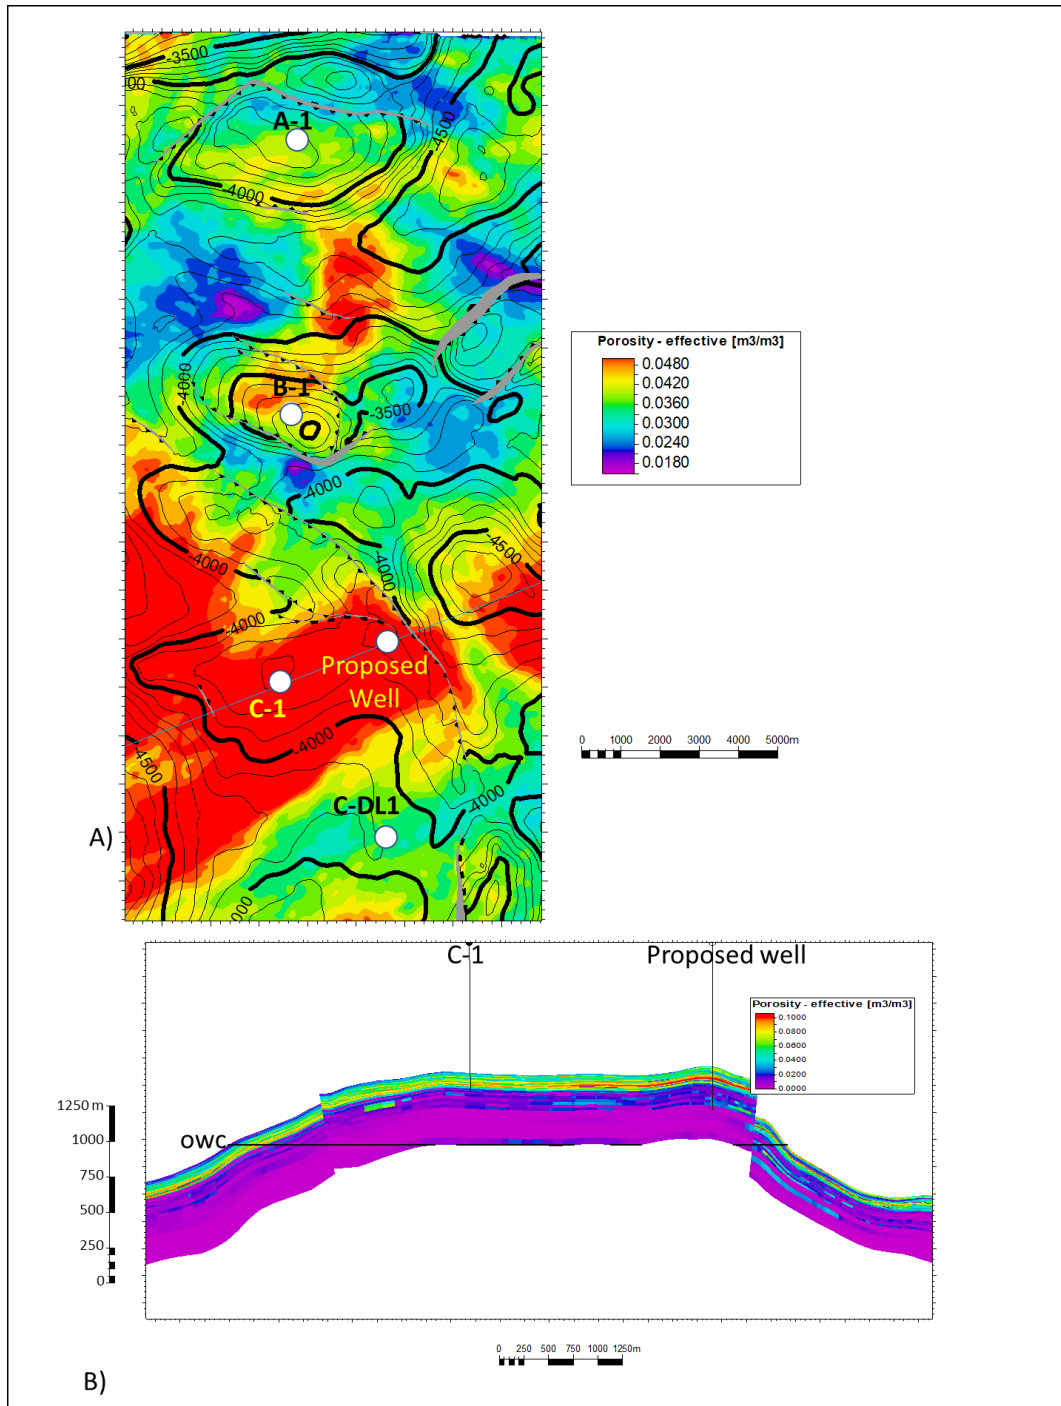 -3500
00
A-1
-4500
-4000
-4000
B-1
-3500
-4000
-4500
-4000
-4000
-4000
Proposed
Well
C-1
-4000
-4500
-4000
C-DL1
000
A)
Porosity - effective [m3/m3]
0.0480
0.0420
0.0360
0.0300
0.0240
0.0180
0 1000 2000 3000 4000 5000m
C-1 Proposed well
Porosity - effective [m3/m3]
0.1000
0.0800
0.0600
0.0400
0.0200
0.0000
1250 m
1000
owc
750
500
250
0
0 250 500 750 1000 1250m
B)